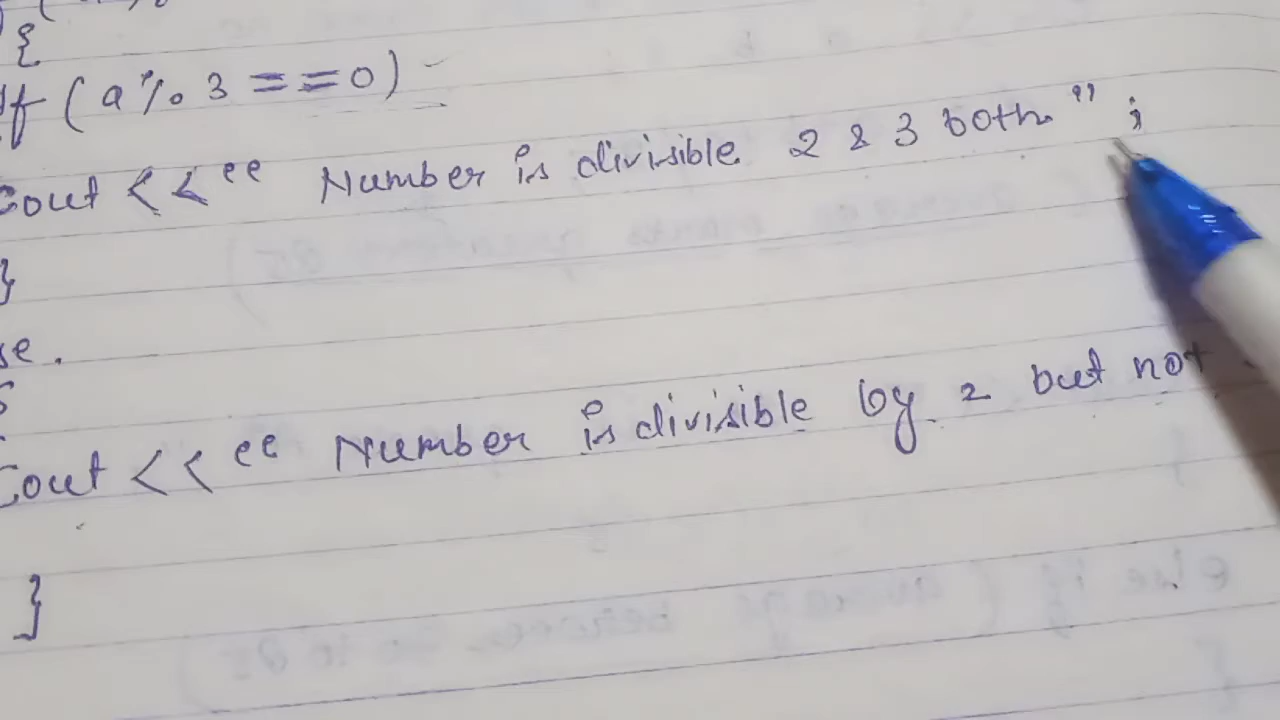 {
if (a % 3 === ==0)
cout << “ Number is divisible 2 & 3 both ” ;
}
se.
{
cout << “ Number is divisible by 2 but not
}